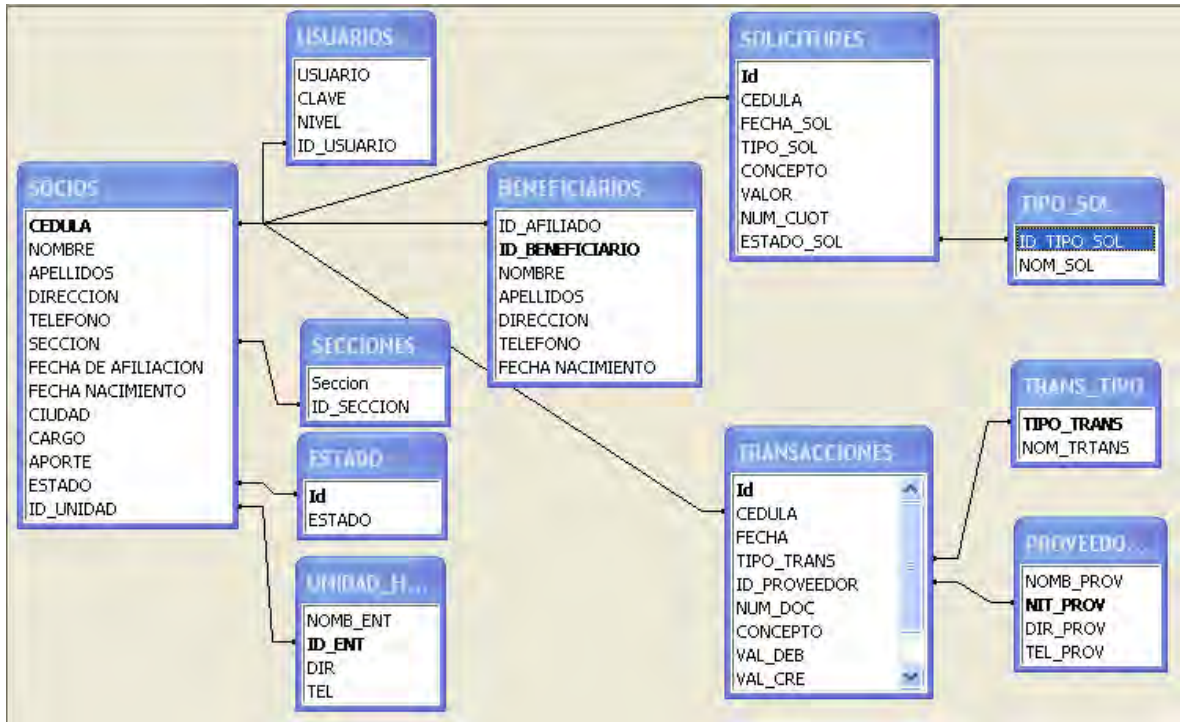 USUARIOS
USUARIO
CLAVE
NIVEL
ID_USUARIO
SOLICITUDES
Id
CEDULA
FECHA_SOL
TIPO_SOL
CONCEPTO
VALOR
NUM_CUOT
ESTADO_SOL
SOCIOS
CEDULA
NOMBRE
APELLIDOS
DIRECCION
TELEFONO
SECCION
FECHA DE AFILIACION
FECHA NACIMIENTO
CIUDAD
CARGO
APORTE
ESTADO
ID_UNIDAD
BENEFICIARIOS
ID_AFILIADO
ID_BENEFICIARIO
NOMBRE
APELLIDOS
DIRECCION
TELEFONO
FECHA NACIMIENTO
TIPO_SOL
ID_TIPO_SOL
NOM_SOL
SECCIONES
Seccion
ID_SECCION
ESTADO
Id
ESTADO
UNIDAD_H...
NOMB_ENT
ID_ENT
DIR
TEL
TRANSACCIONES
Id
CEDULA
FECHA
TIPO_TRANS
ID_PROVEEDOR
NUM_DOC
CONCEPTO
VAL_DEB
VAL_CRE
TRANS_TIPO
TIPO_TRANS
NOM_TRTANS
PROVEEDO...
NOMB_PROV
NIT_PROV
DIR_PROV
TEL_PROV